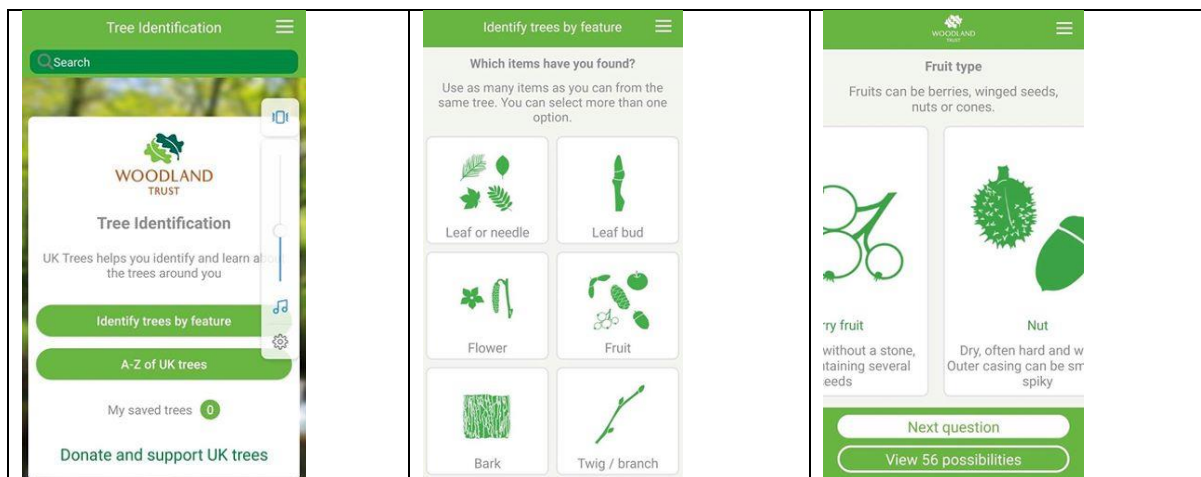 Tree Identification
Search
WOODLAND
TRUST
Tree Identification
UK Trees helps you identify and learn
the trees around you
Identify trees by feature
A-Z of UK trees
My saved trees 0
Donate and support UK trees
Identify trees by feature
Which items have you found?
Use as many items as you can from the
same tree. You can select more than one
option.
Leaf or needle
Leaf bud
Flower
Fruit
Bark
Twig / branch
WOODLAND
TRUST
Fruit type
Fruits can be berries, winged seeds,
nuts or cones.
ry fruit
without a stone,
ntaining several
eeds
Nut
Dry, often hard and w
Outer casing can be sm
spiky
Next question
View 56 possibilities